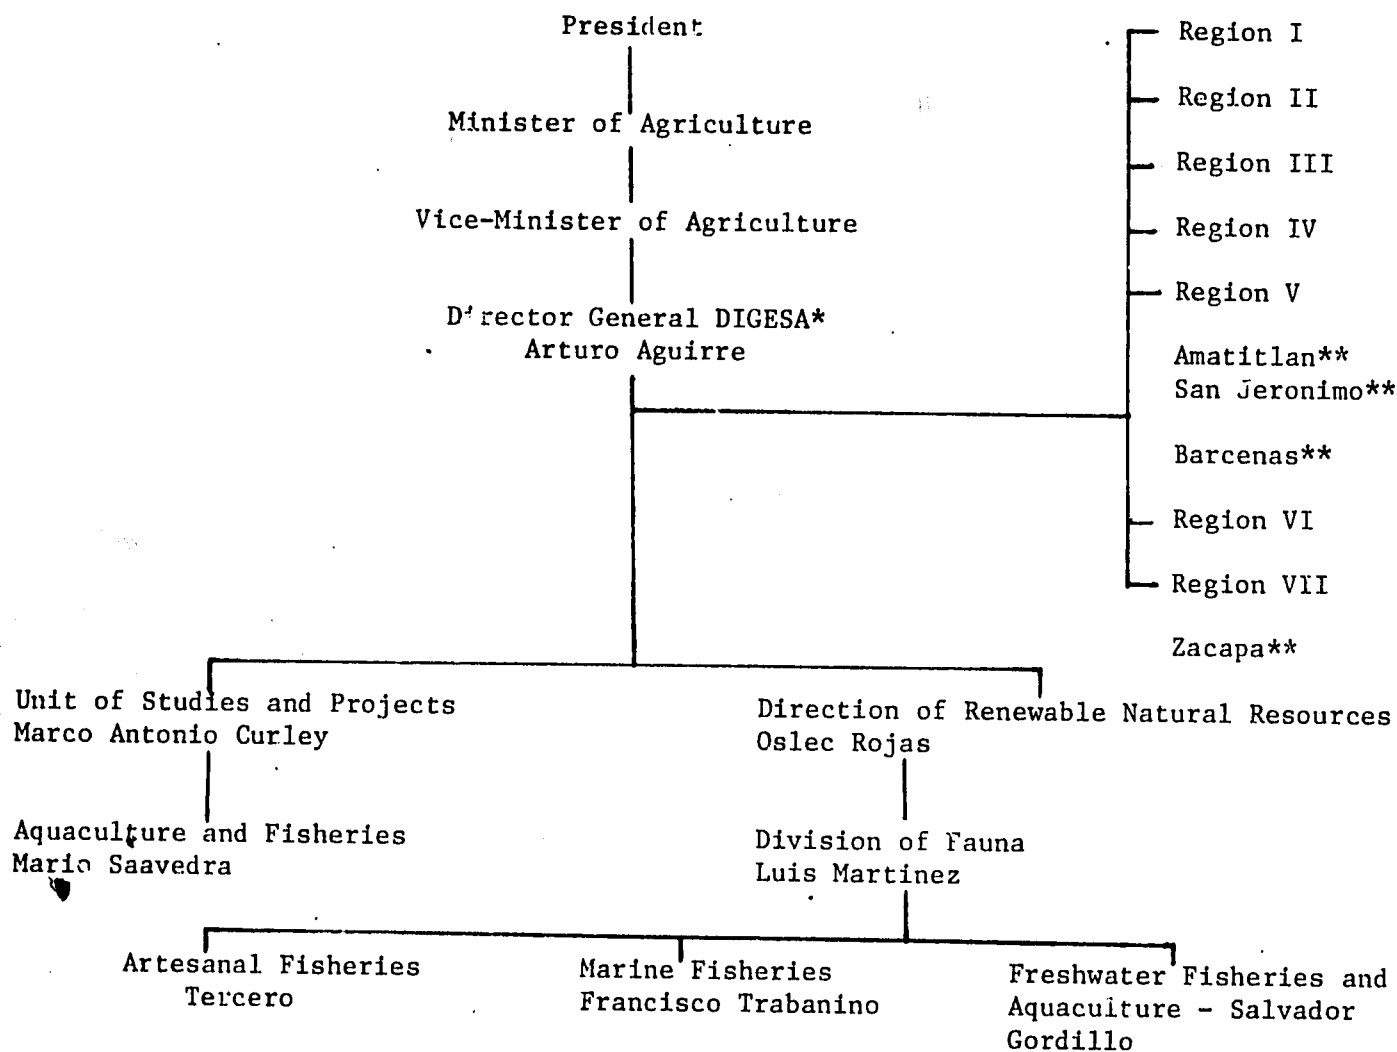 President
Minister of Agriculture
Vice-Minister of Agriculture
Director General DIGESA*
Arturo Aguirre
Region I
Region II
Region III
Region IV
Region V
Amatitlan**
San Jeronimo**
Barcenas**
Region VI
Region VII
Zacapa**
Unit of Studies and Projects
Marco Antonio Curley
Direction of Renewable Natural Resources
Oslec Rojas
Aquaculture and Fisheries
Mario Saavedra
Division of Fauna
Luis Martinez
Artesanal Fisheries
Tercero
Marine Fisheries
Francisco Trabanino
Freshwater Fisheries and
Aquaculture - Salvador
Gordillo